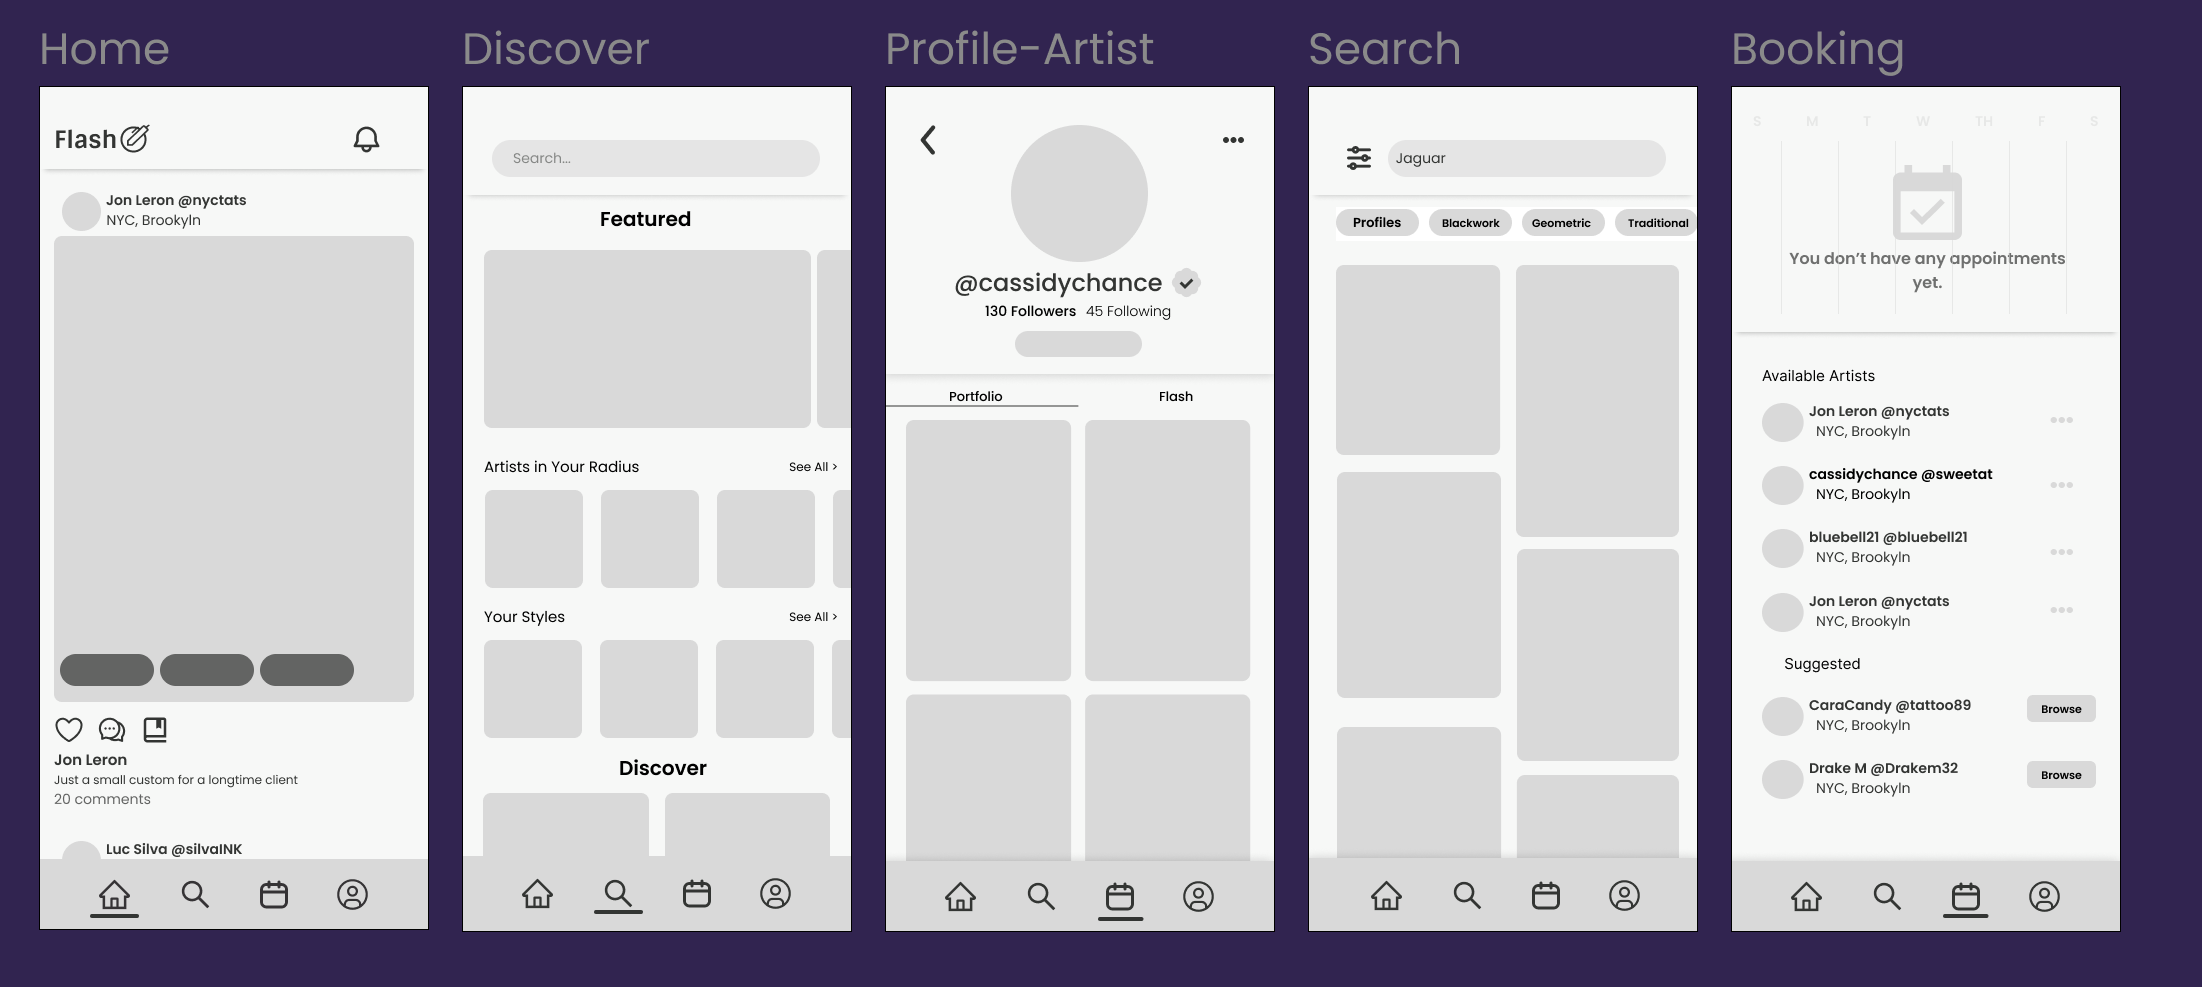 Home
Flash
Jon Leron @nyctats
NYC, Brookyln
Jon Leron
Just a small custom for a longtime client
20 comments
Luc Silva @silvaINK
Discover
Search...
Featured
Artists in Your Radius
See All >
Your Styles
See All >
Discover
Profile-Artist
@cassidychance
130 Followers 45 Following
Portfolio
Flash
Search
Jaguar
Profiles
Blackwork
Geometric
Traditional
Booking
S M T W TH F S
You don't have any appointments
yet.
Available Artists
Jon Leron @nyctats
NYC, Brookyln
cassidychance @sweetat
NYC, Brookyln
bluebell21 @bluebell21
NYC, Brookyln
Jon Leron @nyctats
NYC, Brookyln
Suggested
CaraCandy @tattoo89
NYC, Brookyln
Browse
Drake M @Drakem32
NYC, Brookyln
Browse